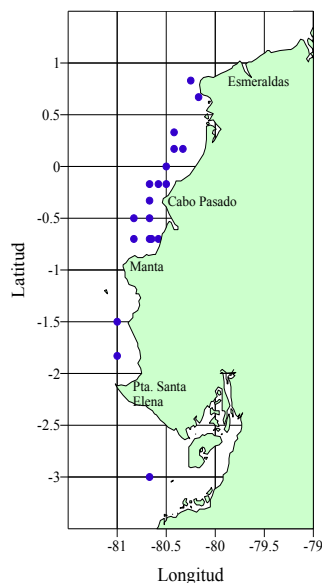 1
Esmeraldas
0.5
0
Cabo Pasado
-0.5
Latitud
-1
Manta
-1.5
-2
Pta. Santa
Elena
-2.5
-3
-81
-80.5
-80
-79.5
-79
Longitud